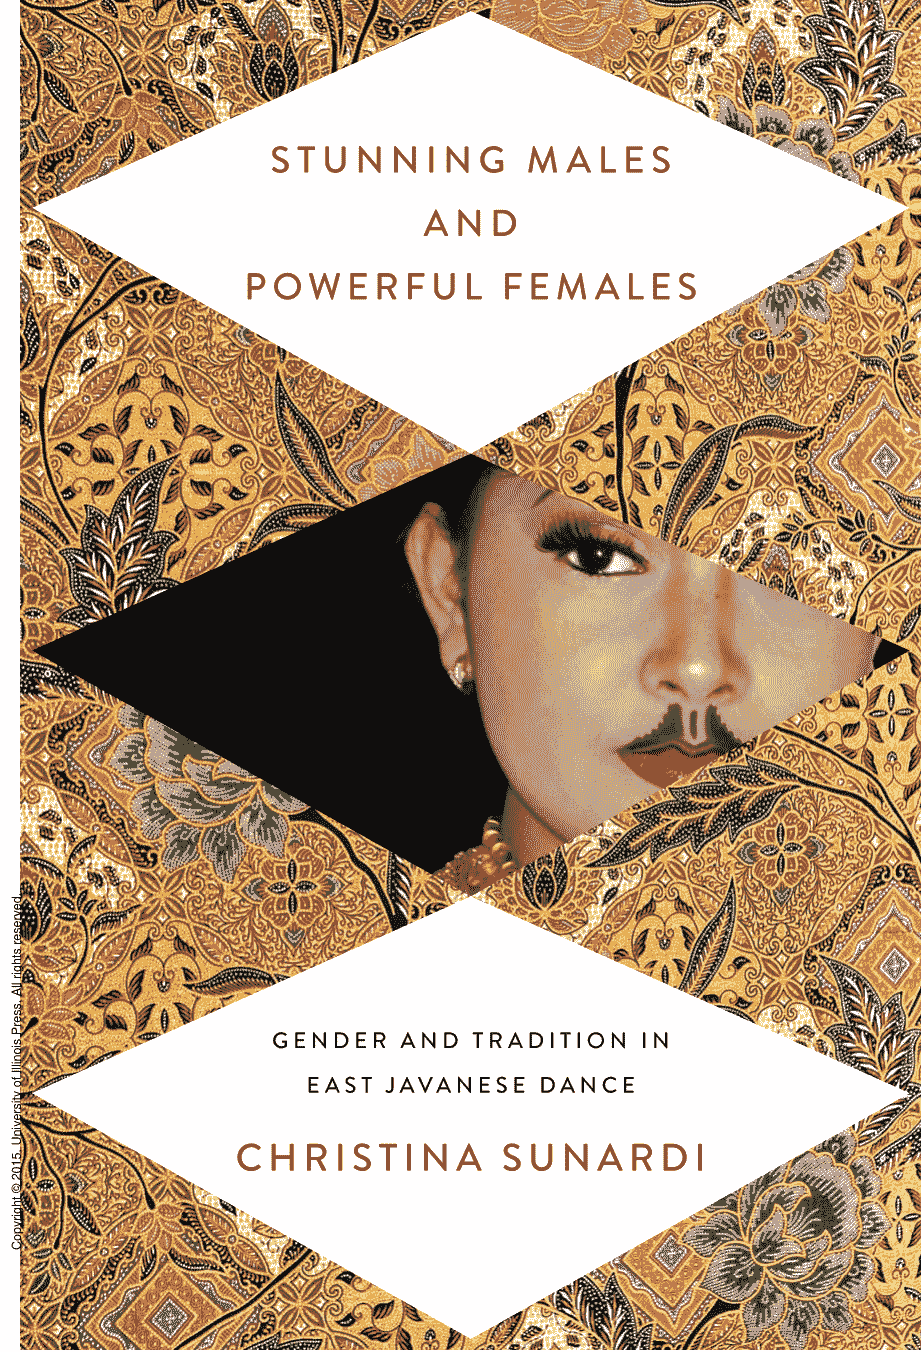 STUNNING MALES
AND
POWERFUL FEMALES
GENDER AND TRADITION IN
EAST JAVANESE DANCE
CHRISTINA SUNARDI
Copyright © 2015. University of Illinois Press. All rights reserved.